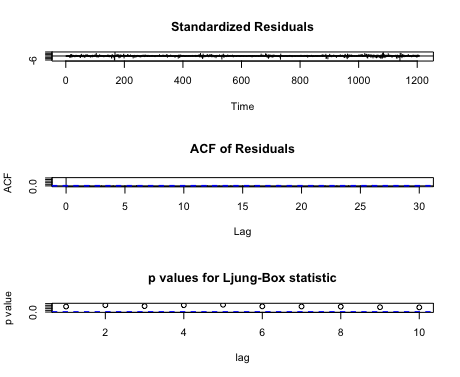 Standardized Residuals
-6
0 200 400 600 800 1000 1200
Time
ACF of Residuals
ACF
0.0
0 5 10 15 20 25 30
Lag
p values for Ljung-Box statistic
p value
0.0
2 4 6 8 10
lag